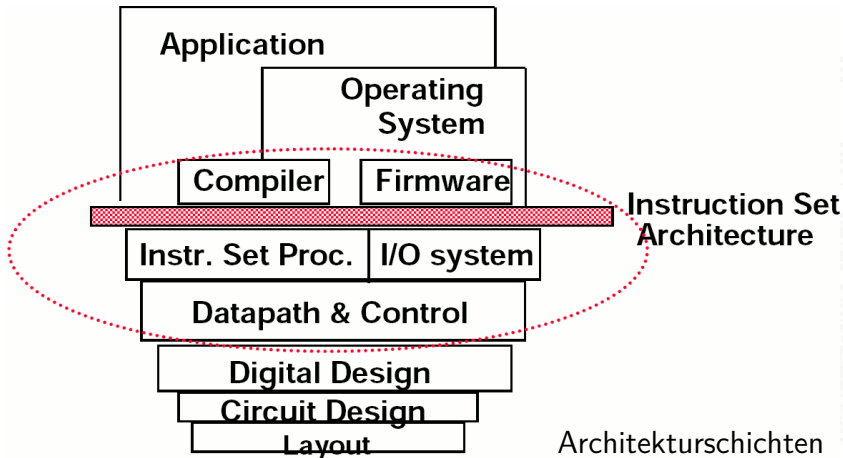 Application
Operating
System
Compiler
Firmware
Instruction Set
Architecture
Instr. Set Proc.
I/O system
Datapath & Control
Digital Design
Circuit Design
Layout
Architekturschichten